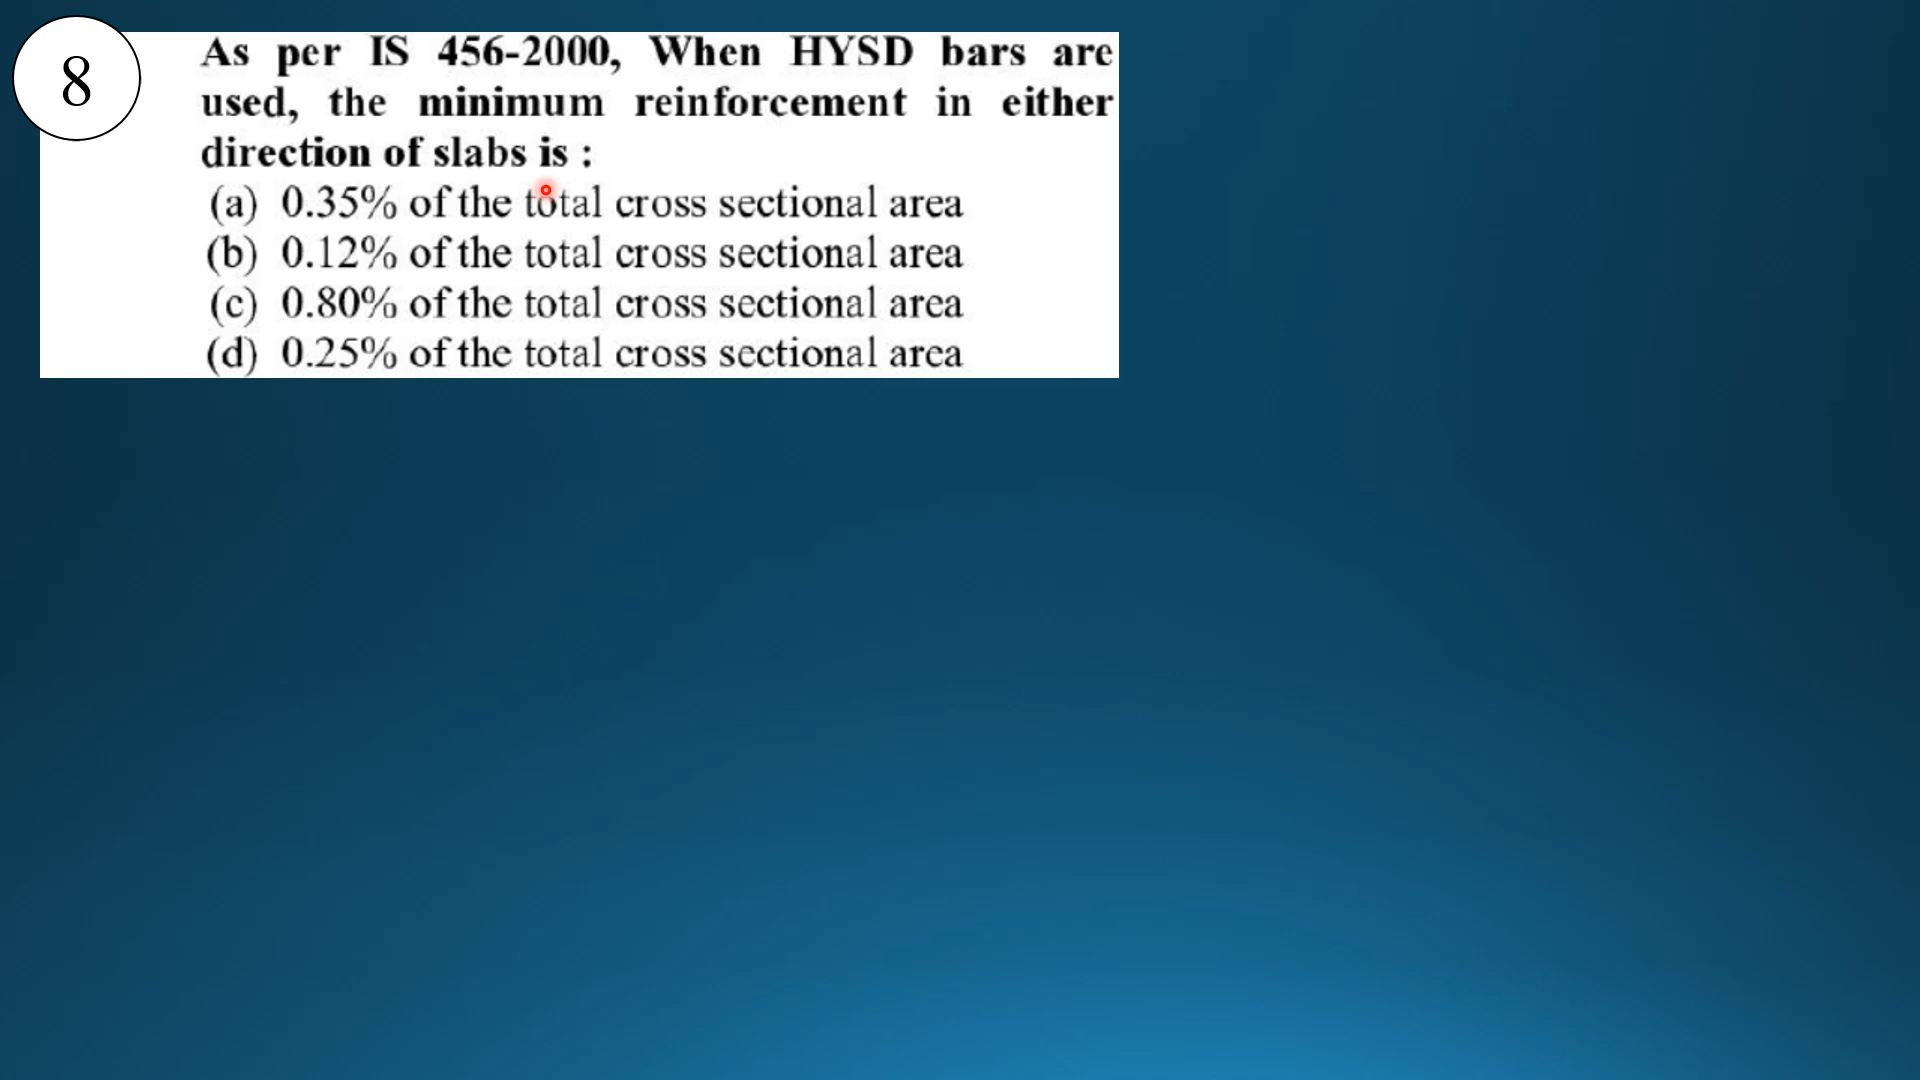 8
As per IS 456-2000, When HYSD bars are
used, the minimum reinforcement in either
direction of slabs is :
(a) 0.35% of the total cross sectional area
(b) 0.12% of the total cross sectional area
(c) 0.80% of the total cross sectional area
(d) 0.25% of the total cross sectional area